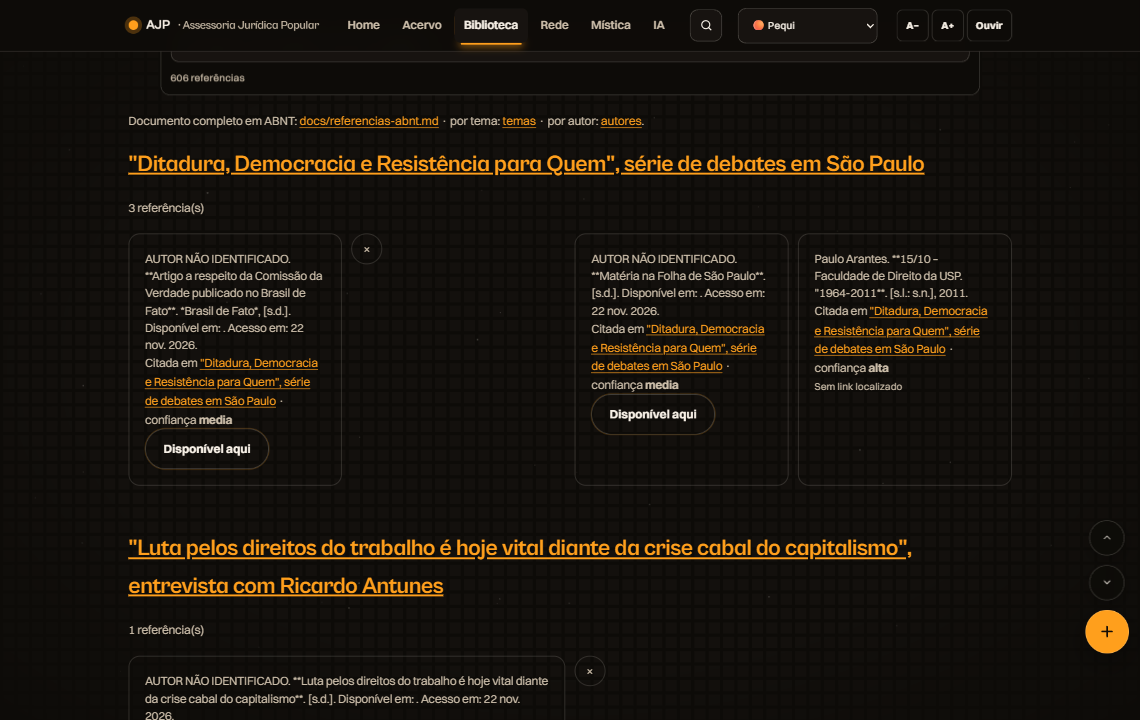 AJP · Assessoria Jurídica Popular Home Acervo Biblioteca Rede Mística IA Pequi A− A+ Ouvir
606 referências
Documento completo em ABNT: docs/referencias-abnt.md · por tema: temas · por autor: autores.
"Ditadura, Democracia e Resistência para Quem", série de debates em São Paulo
3 referência(s)
AUTOR NÃO IDENTIFICADO.
**Artigo a respeito da Comissão da
Verdade publicado no Brasil de
Fato**. *Brasil de Fato*, [s.d.].
Disponível em: . Acesso em: 22
nov. 2026.
Citada em "Ditadura, Democracia
e Resistência para Quem", série
de debates em São Paulo ·
confiança media
Disponível aqui
×
AUTOR NÃO IDENTIFICADO.
**Matéria na Folha de São Paulo**.
[s.d.]. Disponível em: . Acesso em:
22 nov. 2026.
Citada em "Ditadura, Democracia
e Resistência para Quem", série
de debates em São Paulo ·
confiança media
Disponível aqui
Paulo Arantes. **15/10 –
Faculdade de Direito da USP.
"1964-2011**. [s.l.: s.n.], 2011.
Citada em "Ditadura, Democracia
e Resistência para Quem", série
de debates em São Paulo ·
confiança alta
Sem link localizado
"Luta pelos direitos do trabalho é hoje vital diante da crise cabal do capitalismo",
entrevista com Ricardo Antunes
1 referência(s)
AUTOR NÃO IDENTIFICADO. **Luta pelos direitos do trabalho é hoje vital diante
da crise cabal do capitalismo**. [s.d.]. Disponível em: . Acesso em: 22 nov.
2026.
×
+